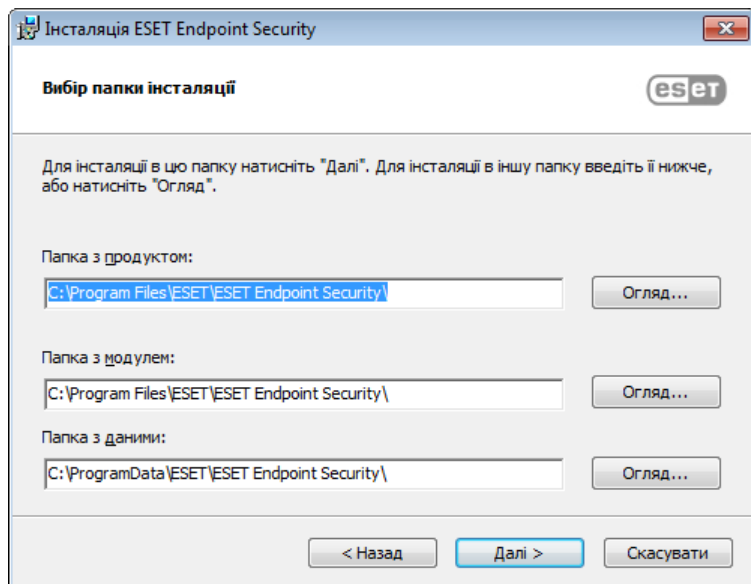 Інсталяція ESET Endpoint Security
Вибір папки інсталяції
eseт
Для інсталяції в цю папку натисніть "Далі". Для інсталяції в іншу папку введіть її нижче,
або натисніть "Огляд".
Папка з продуктом:
C:\Program Files\ESET\ESET Endpoint Security\
Огляд...
Папка з модулем:
C:\Program Files\ESET\ESET Endpoint Security\
Огляд...
Папка з даними:
C:\ProgramData\ESET\ESET Endpoint Security\
Огляд...
< Назад
Далі >
Скасувати